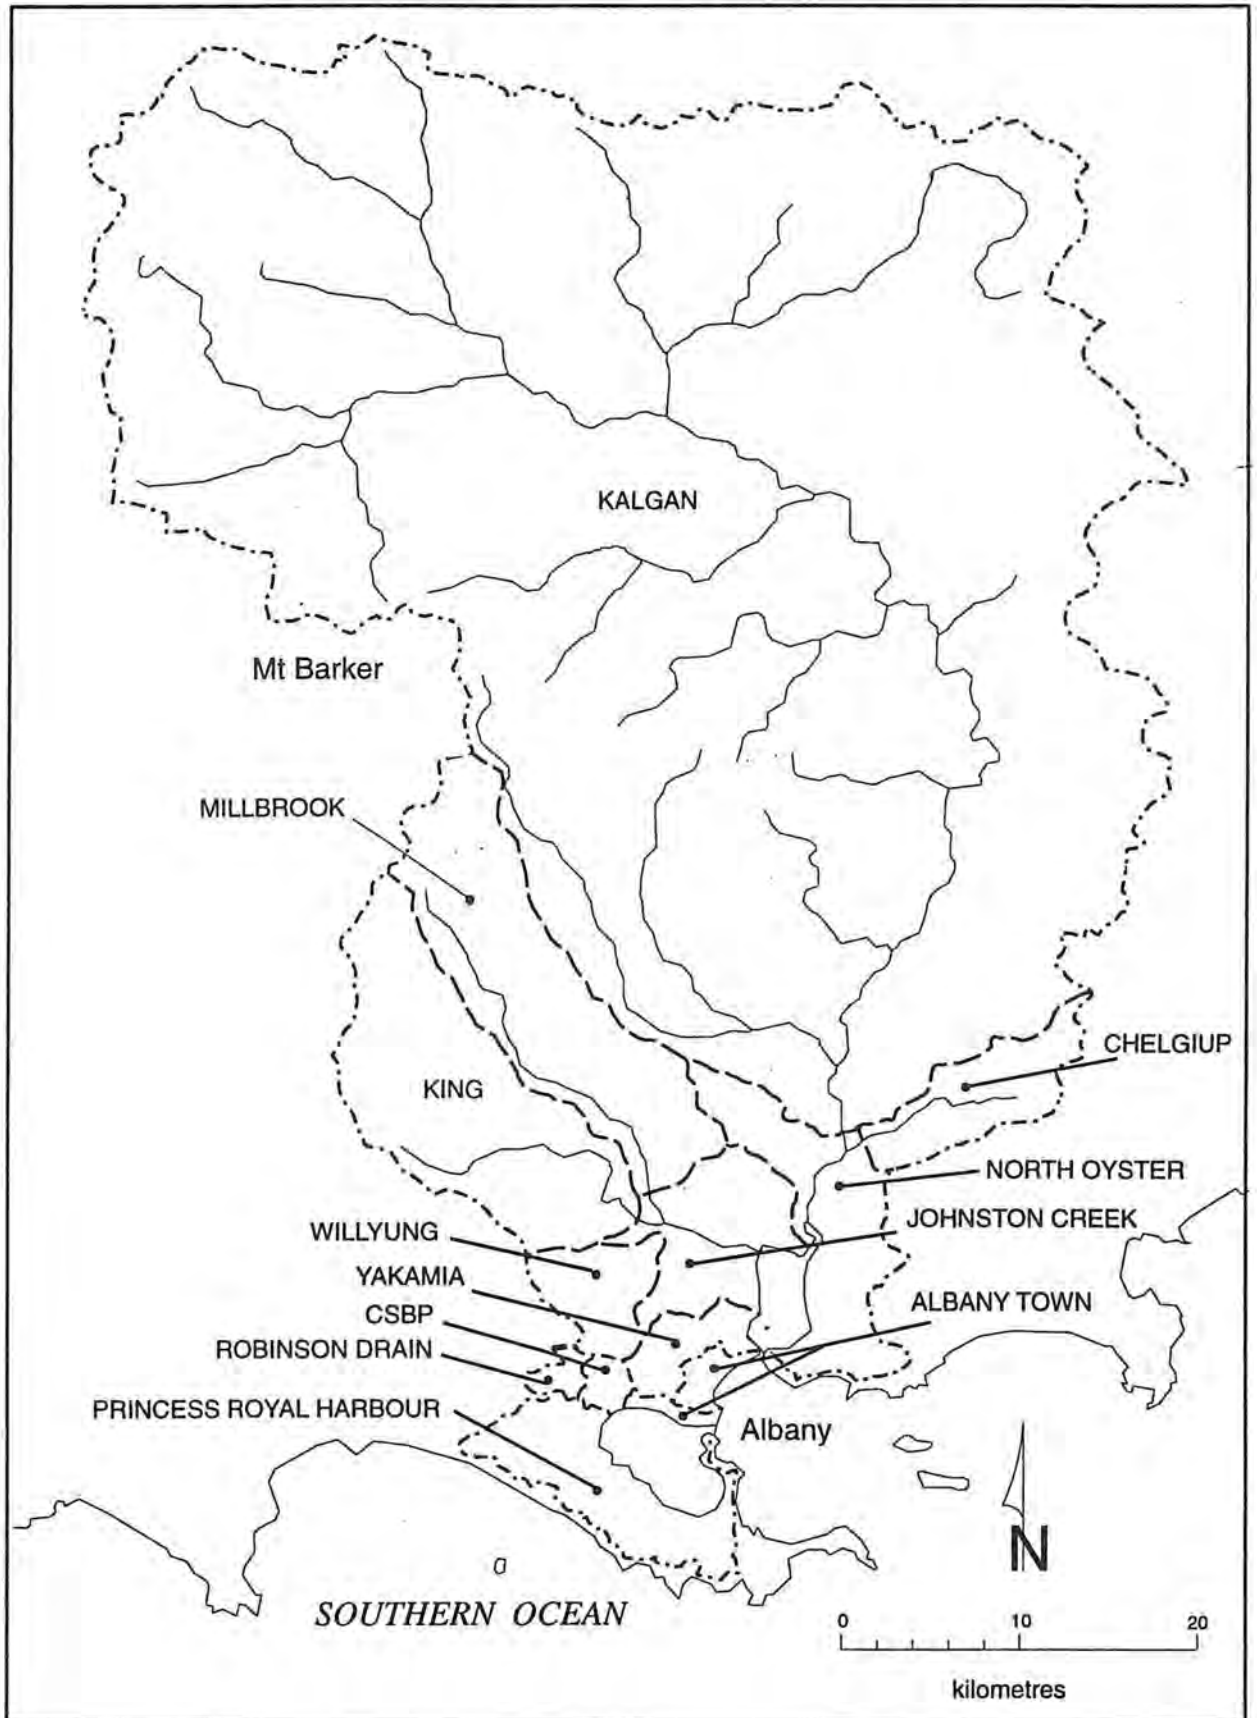 KALGAN
Mt Barker
MILLBROOK
CHELGIUP
KING
NORTH OYSTER
JOHNSTON CREEK
WILLYUNG
YAKAMIA
ALBANY TOWN
CSBP
ROBINSON DRAIN
PRINCESS ROYAL HARBOUR
Albany
N
SOUTHERN OCEAN
0 10 20
kilometres